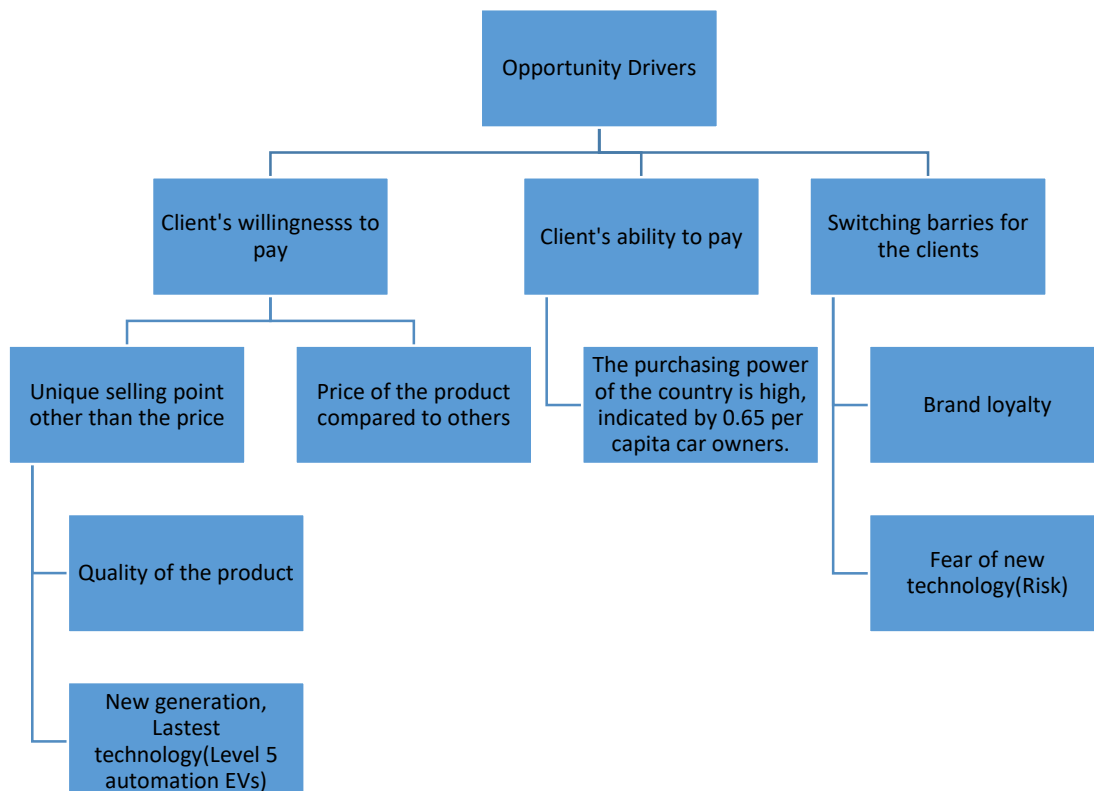 Opportunity Drivers
Client's willingnesss to
pay
Client's ability to pay
Switching barries for
the clients
Unique selling point
other than the price
Price of the product
compared to others
The purchasing power
of the country is high,
indicated by 0.65 per
capita car owners.
Brand loyalty
Quality of the product
Fear of new
technology(Risk)
New generation,
Lastest
technology(Level 5
automation EVs)